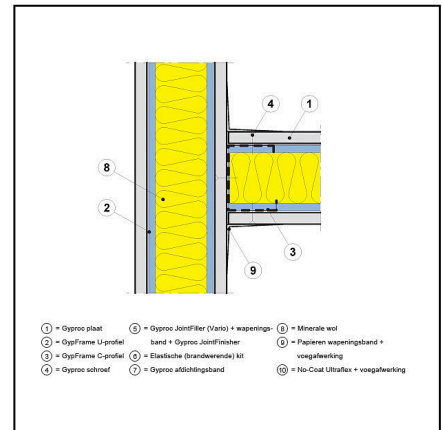 4
1
8
2
3
9
1 = Gyproc plaat
2 = GypFrame U-profiel
3 = GypFrame C-profiel
4 = Gyproc schroef
5 = Gyproc JointFiller (Vario) + wapenings-
band + Gyproc JointFinisher
6 = Elastische (brandwerende) kit
7 = Gyproc afdichtingsband
8 = Minerale wol
9 = Papieren wapeningsband +
voegafwerking
10 = No-Coat Ultraflex + voegafwerking